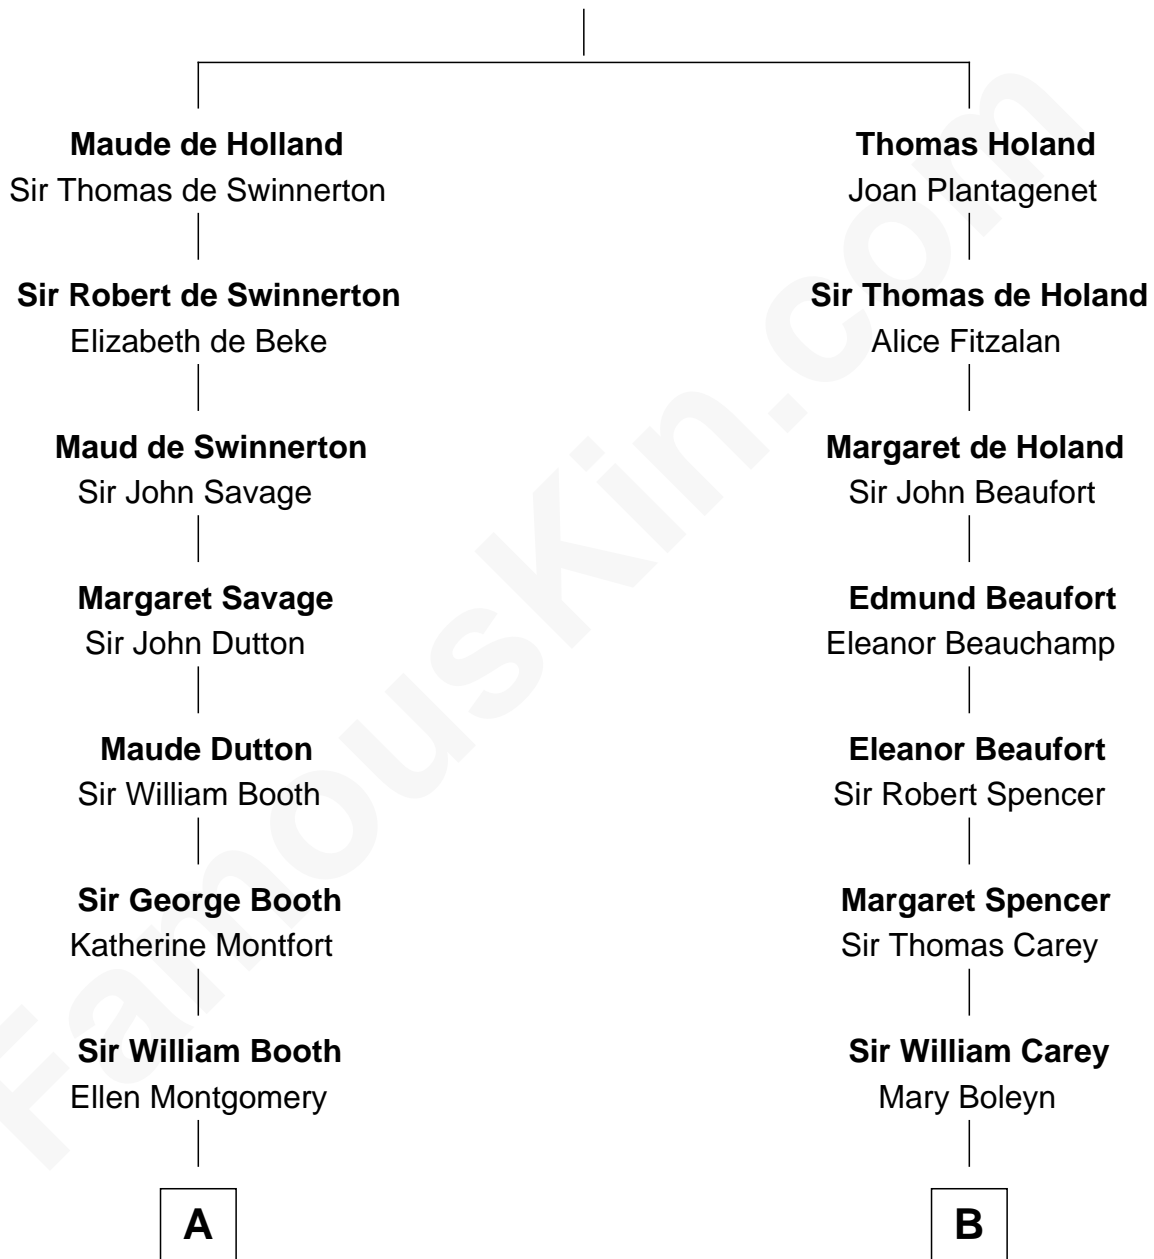 Maude de Holland
Sir Thomas de Swinnerton
Sir Robert de Swinnerton
Elizabeth de Beke
Maud de Swinnerton
Sir John Savage
Margaret Savage
Sir John Dutton
Maude Dutton
Sir William Booth
Sir George Booth
Katherine Montfort
Sir William Booth
Ellen Montgomery
A
Thomas Holand
Joan Plantagenet
Sir Thomas de Holand
Alice Fitzalan
Margaret de Holand
Sir John Beaufort
Edmund Beaufort
Eleanor Beauchamp
Eleanor Beaufort
Sir Robert Spencer
Margaret Spencer
Sir Thomas Carey
Sir William Carey
Mary Boleyn
B
FamousKin.com